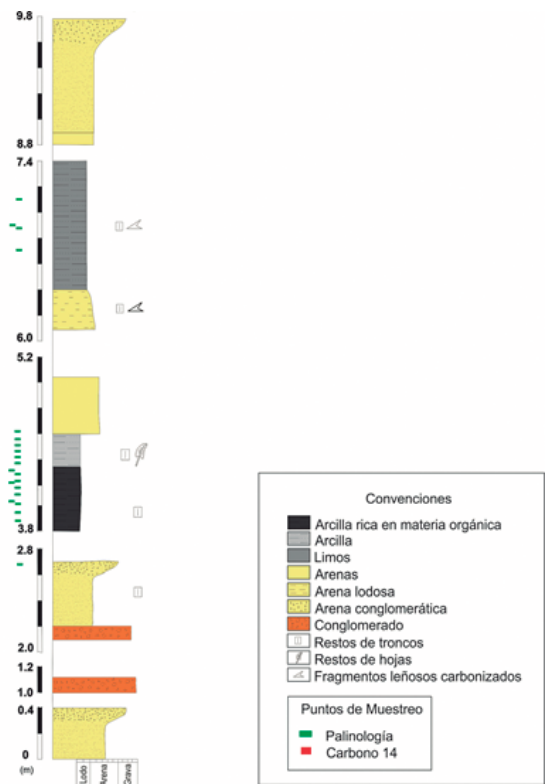 9.8
8.8
7.4
6.0
5.2
3.8
2.8
2.0
1.2
1.0
0.4
0
(m)
Lodo
Arena
Grava
Convenciones
Arcilla rica en materia orgánica
Arcilla
Limos
Arenas
Arena lodosa
Arena conglomerática
Conglomerado
Restos de troncos
Restos de hojas
Fragmentos leñosos carbonizados
Puntos de Muestreo
Palinología
Carbono 14